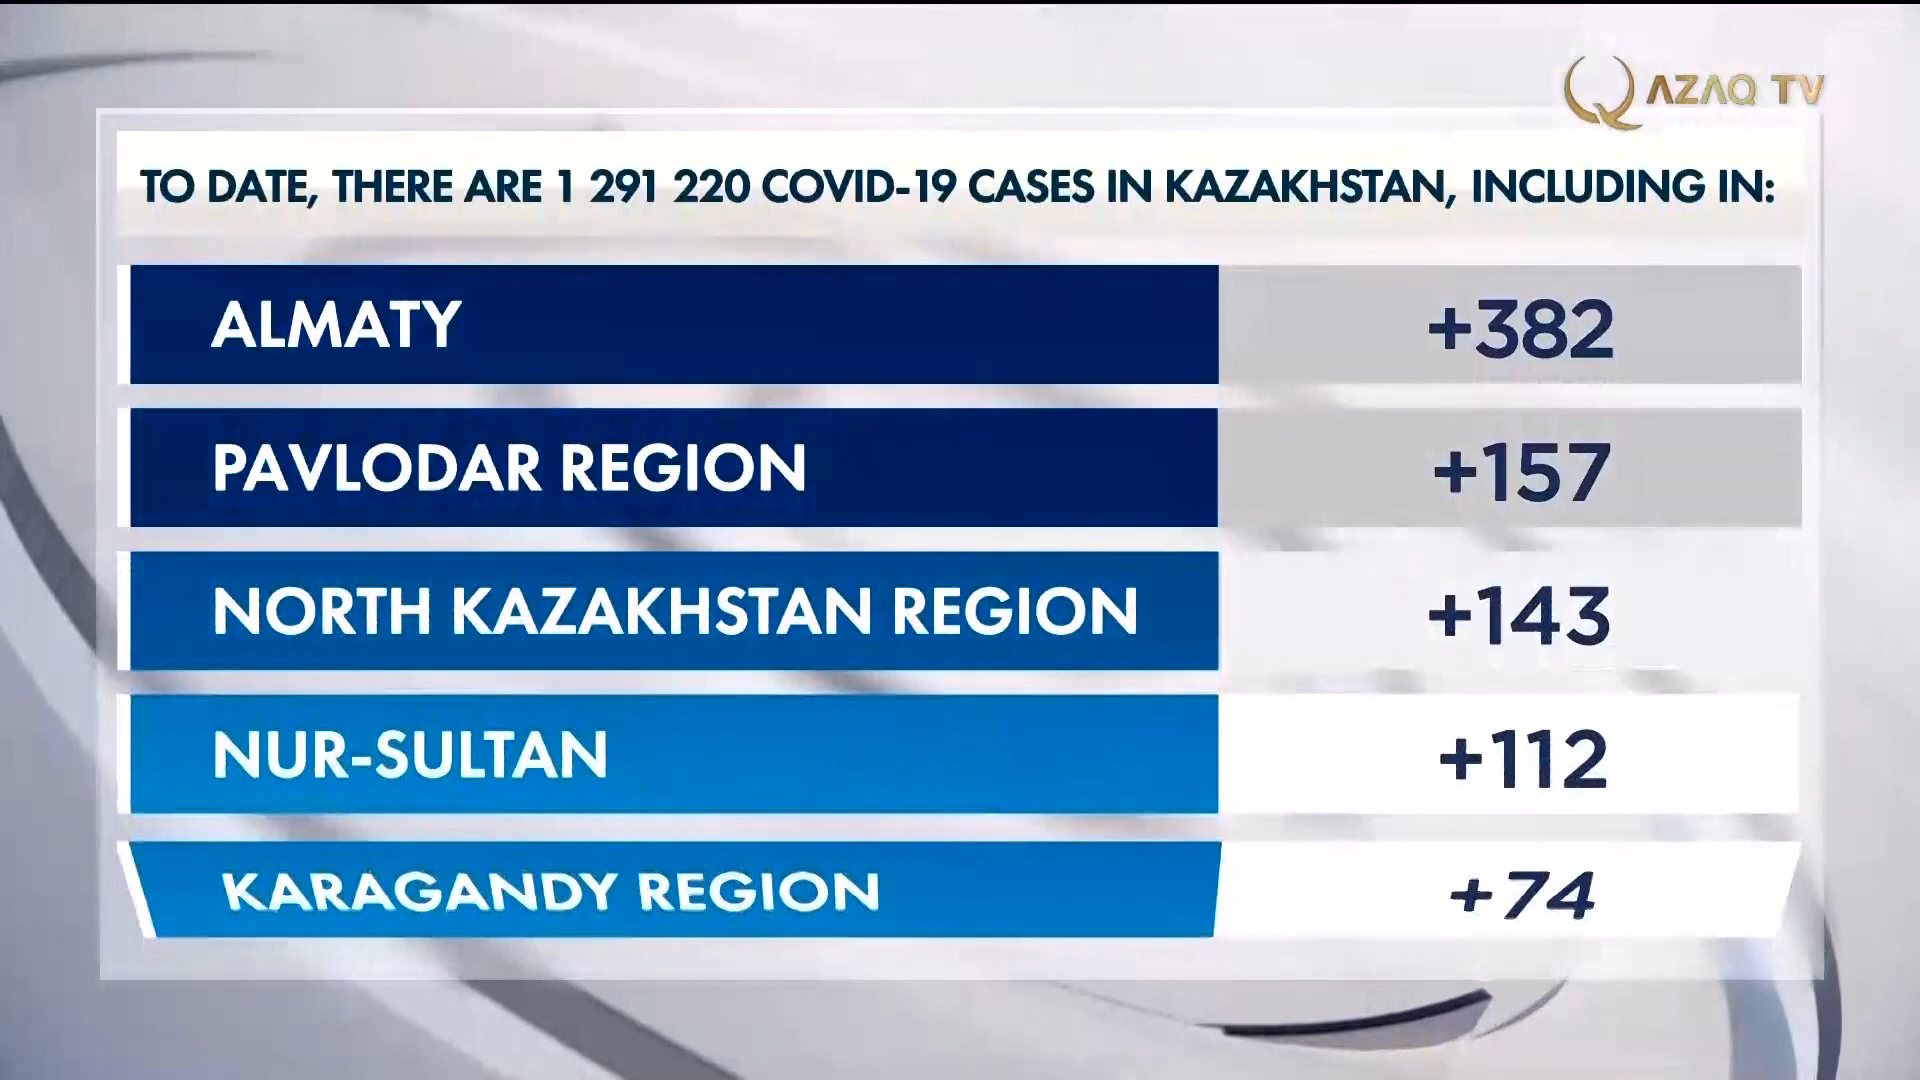 QAZAQ TV
TO DATE, THERE ARE 1 291 220 COVID-19 CASES IN KAZAKHSTAN, INCLUDING IN:
ALMATY +382
PAVLODAR REGION +157
NORTH KAZAKHSTAN REGION +143
NUR-SULTAN +112
KARAGANDY REGION +74